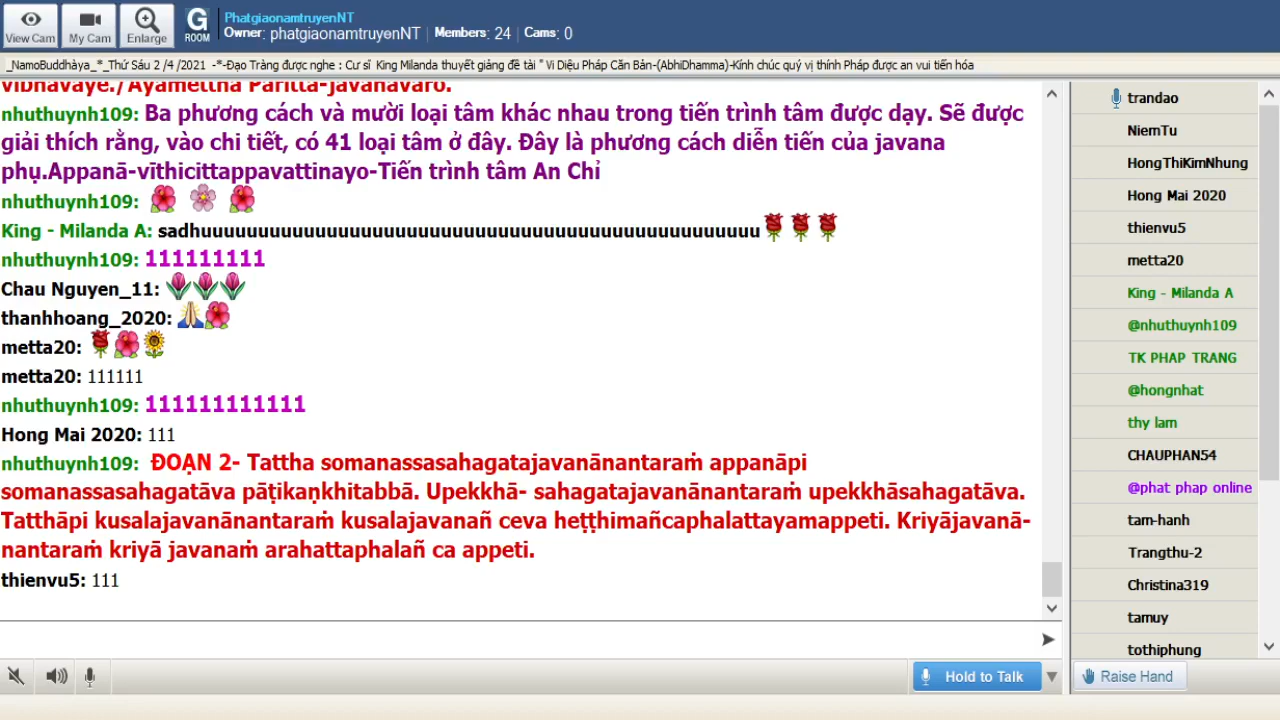 View Cam
My Cam
Enlarge
G
ROOM
PhatgiaonamtruyenNT
Owner: phatgiaonamtruyenNT | Members: 24 | Cams: 0
_NamoBuddhàya_*_Thứ Sáu 2 /4 /2021 -*-Đạo Tràng được nghe : Cư sĩ King Milanda thuyết giảng đề tài " Vi Diệu Pháp Căn Bản-(AbhiDhamma)-Kính chúc quý vị thính Pháp được an vui tiến hóa
vibhavaye./Ayamettha Paritta-javanavaro.
nhuthuynh109: Ba phương cách và mười loại tâm khác nhau trong tiến trình tâm được dạy. Sẽ được
giải thích rằng, vào chi tiết, có 41 loại tâm ở đây. Đây là phương cách diễn tiến của javana
phụ.Appanā-vīthicittappavattinayo-Tiến trình tâm An Chỉ
nhuthuynh109:
King - Milanda A: sadhuuuuuuuuuuuuuuuuuuuuuuuuuuuuuuuuuuuuuuuuuuuuuuuuu
nhuthuynh109: 111111111
Chau Nguyen_11:
thanhhoang_2020:
metta20:
metta20: 111111
nhuthuynh109: 111111111111
Hong Mai 2020: 111
nhuthuynh109: ĐOẠN 2- Tattha somanassasahagatajavanānantaraṁ appanāpi
somanassasahagatāva pāṭikaṇkhitabbā. Upekkhā- sahagatajavanānantaraṁ upekkhāsahagatāva.
Tatthāpi kusalajavanānantaraṁ kusalajavanañ ceva heṭṭhimañcaphalattayamappeti. Kriyājavanā-
nantaraṁ kriyā javanaṁ arahattaphalañ ca appeti.
thienvu5: 111
trandao
NiemTu
HongThiKimNhung
Hong Mai 2020
thienvu5
metta20
King - Milanda A
@nhuthuynh109
TK PHAP TRANG
@hongnhat
thy lam
CHAUPHAN54
@phat phap online
tam-hanh
Trangthu-2
Christina319
tamuy
tothiphung
Hold to Talk
Raise Hand